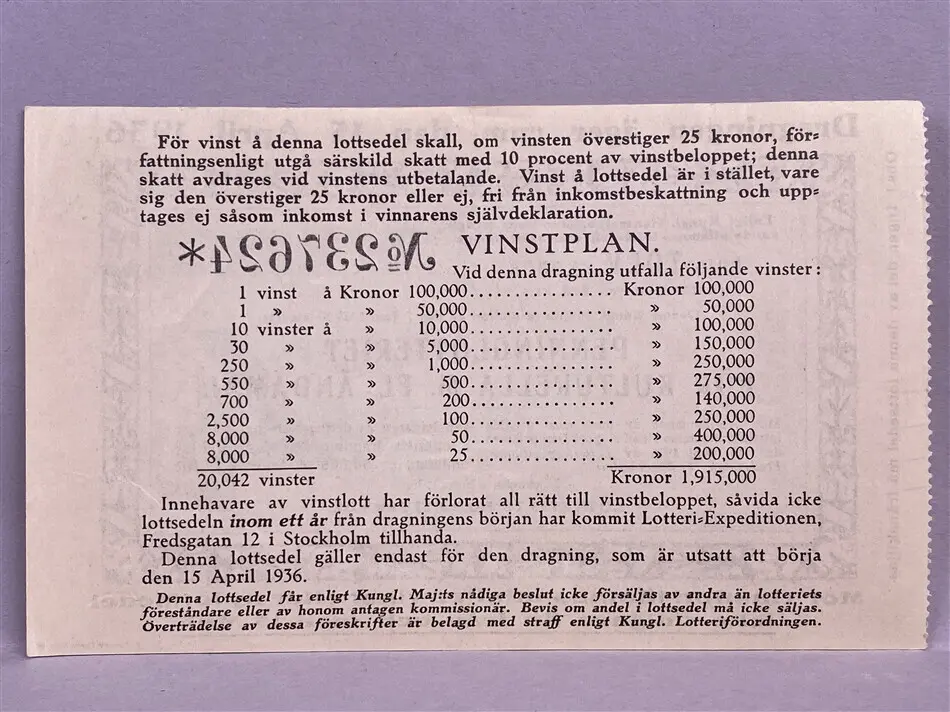 För vinst å denna lottsedel skall, om vinsten överstiger 25 kronor, för=
fattningsenligt utgå särskild skatt med 10 procent av vinstbeloppet; denna
skatt avdrages vid vinstens utbetalande. Vinst å lottsedel är i stället, vare
sig den överstiger 25 kronor eller ej, fri från inkomstbeskattning och upp=
tages ej såsom inkomst i vinnarens självdeklaration.
№ 237624*
VINSTPLAN.
Vid denna dragning utfalla följande vinster:
1 vinst å Kronor 100,000................ Kronor 100,000
1 » » 50,000................ » 50,000
10 vinster å » 10,000................ » 100,000
30 » » 5,000................ » 150,000
250 » » 1,000................ » 250,000
550 » » 500................ » 275,000
700 » » 200................ » 140,000
2,500 » » 100................ » 250,000
8,000 » » 50................ » 400,000
8,000 » » 25................ » 200,000
20,042 vinster Kronor 1,915,000
Innehavare av vinstlott har förlorat all rätt till vinstbeloppet, såvida icke
lottsedeln inom ett år från dragningens början har kommit Lotteri=Expeditionen,
Fredsgatan 12 i Stockholm tillhanda.
Denna lottsedel gäller endast för den dragning, som är utsatt att börja
den 15 April 1936.
Denna lottsedel får enligt Kungl. Maj:ts nådiga beslut icke försäljas av andra än lotteriets
föreståndare eller av honom antagen kommissionär. Bevis om andel i lottsedel må icke säljas.
Överträdelse av dessa föreskrifter är belagd med straff enligt Kungl. Lotteriförordningen.